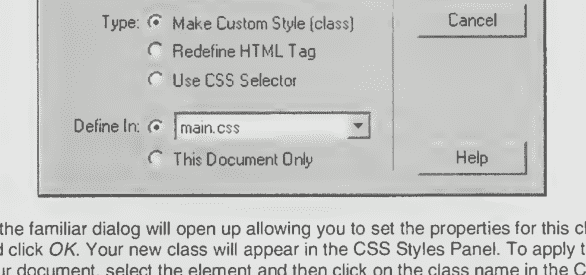 Type: Make Custom Style (class) Cancel
Redefine HTML Tag
Use CSS Selector
Define In: main.css
This Document Only Help
the familiar dialog will open up allowing you to set the properties for this
click OK. Your new class will appear in the CSS Styles Panel. To apply
document, select the element and then click on the class name in the